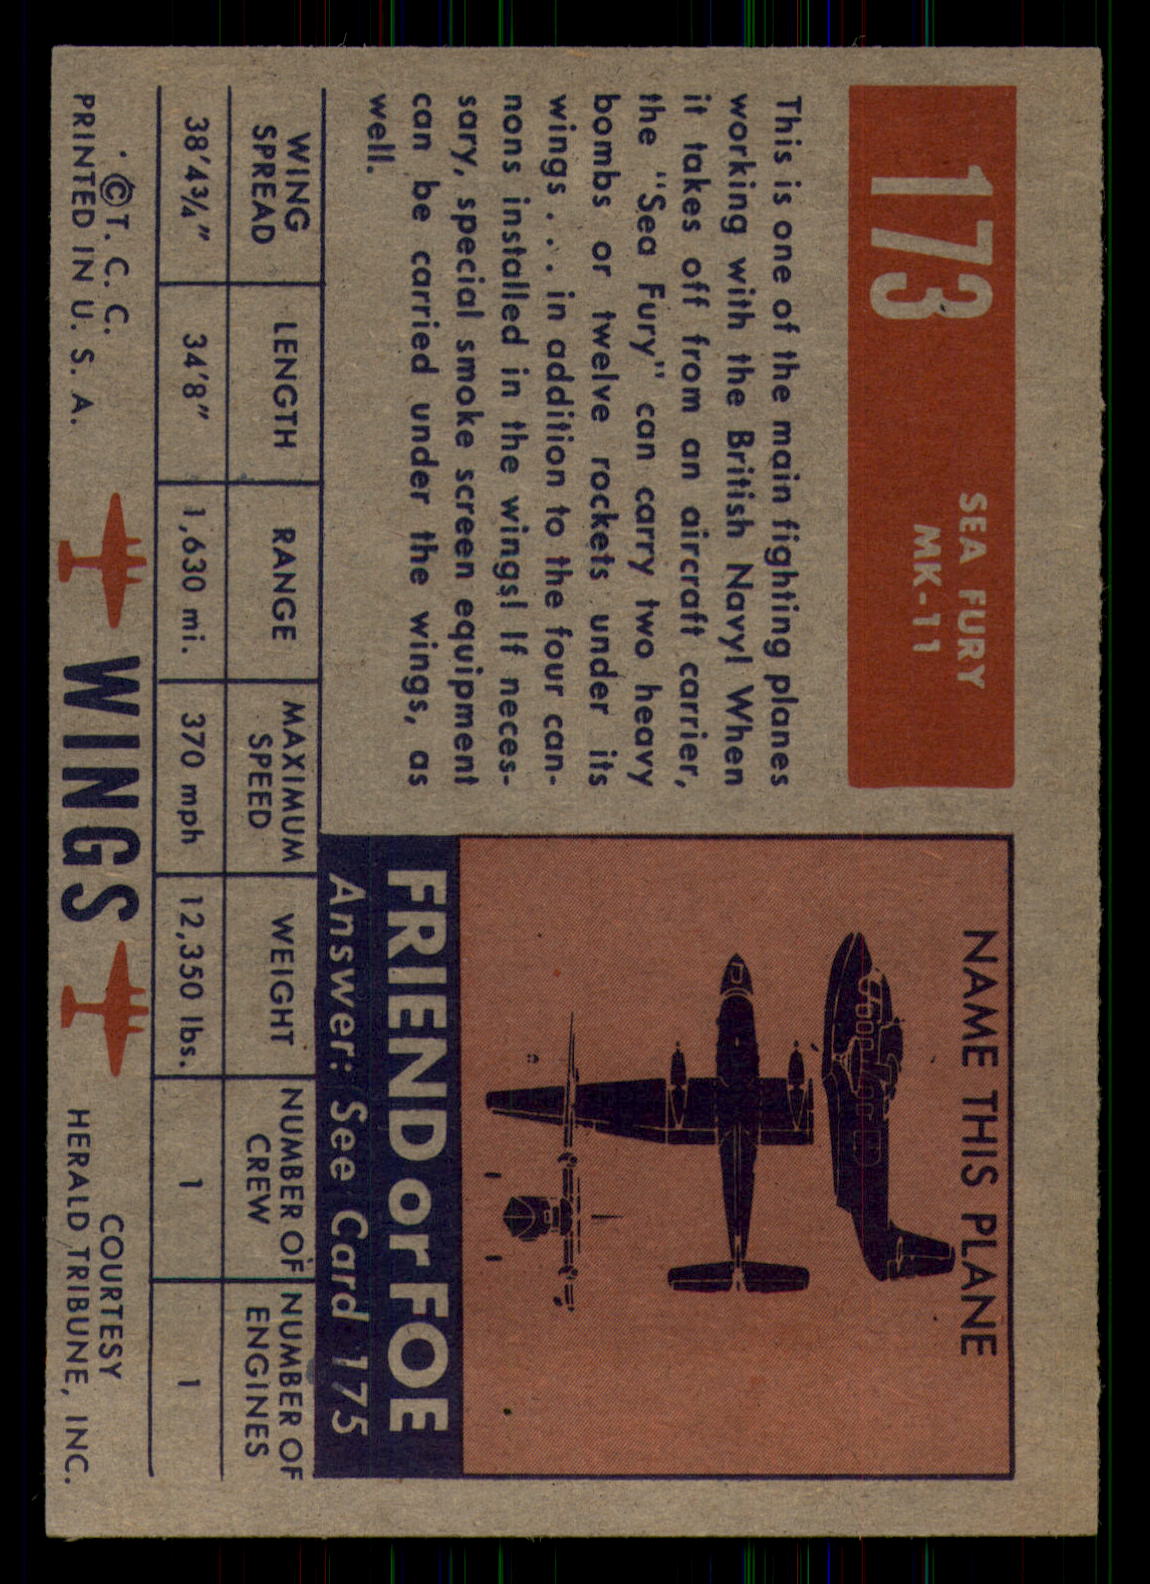 173
SEA FURY
MK-11
This is one of the main fighting planes
working with the British Navy! When
it takes off from an aircraft carrier,
the "Sea Fury" can carry two heavy
bombs or twelve rockets under its
wings . . . in addition to the four can-
nons installed in the wings! If neces-
sary, special smoke screen equipment
can be carried under the wings, as
well.
NAME THIS PLANE
FRIEND or FOE
Answer: See Card 175
WING SPREAD
LENGTH
RANGE
MAXIMUM SPEED
WEIGHT
NUMBER OF CREW
NUMBER OF ENGINES
38'4¾"
34'8"
1,630 mi.
370 mph
12,350 lbs.
1
1
©T. C. C.
PRINTED IN U. S. A.
WINGS
COURTESY
HERALD TRIBUNE, INC.